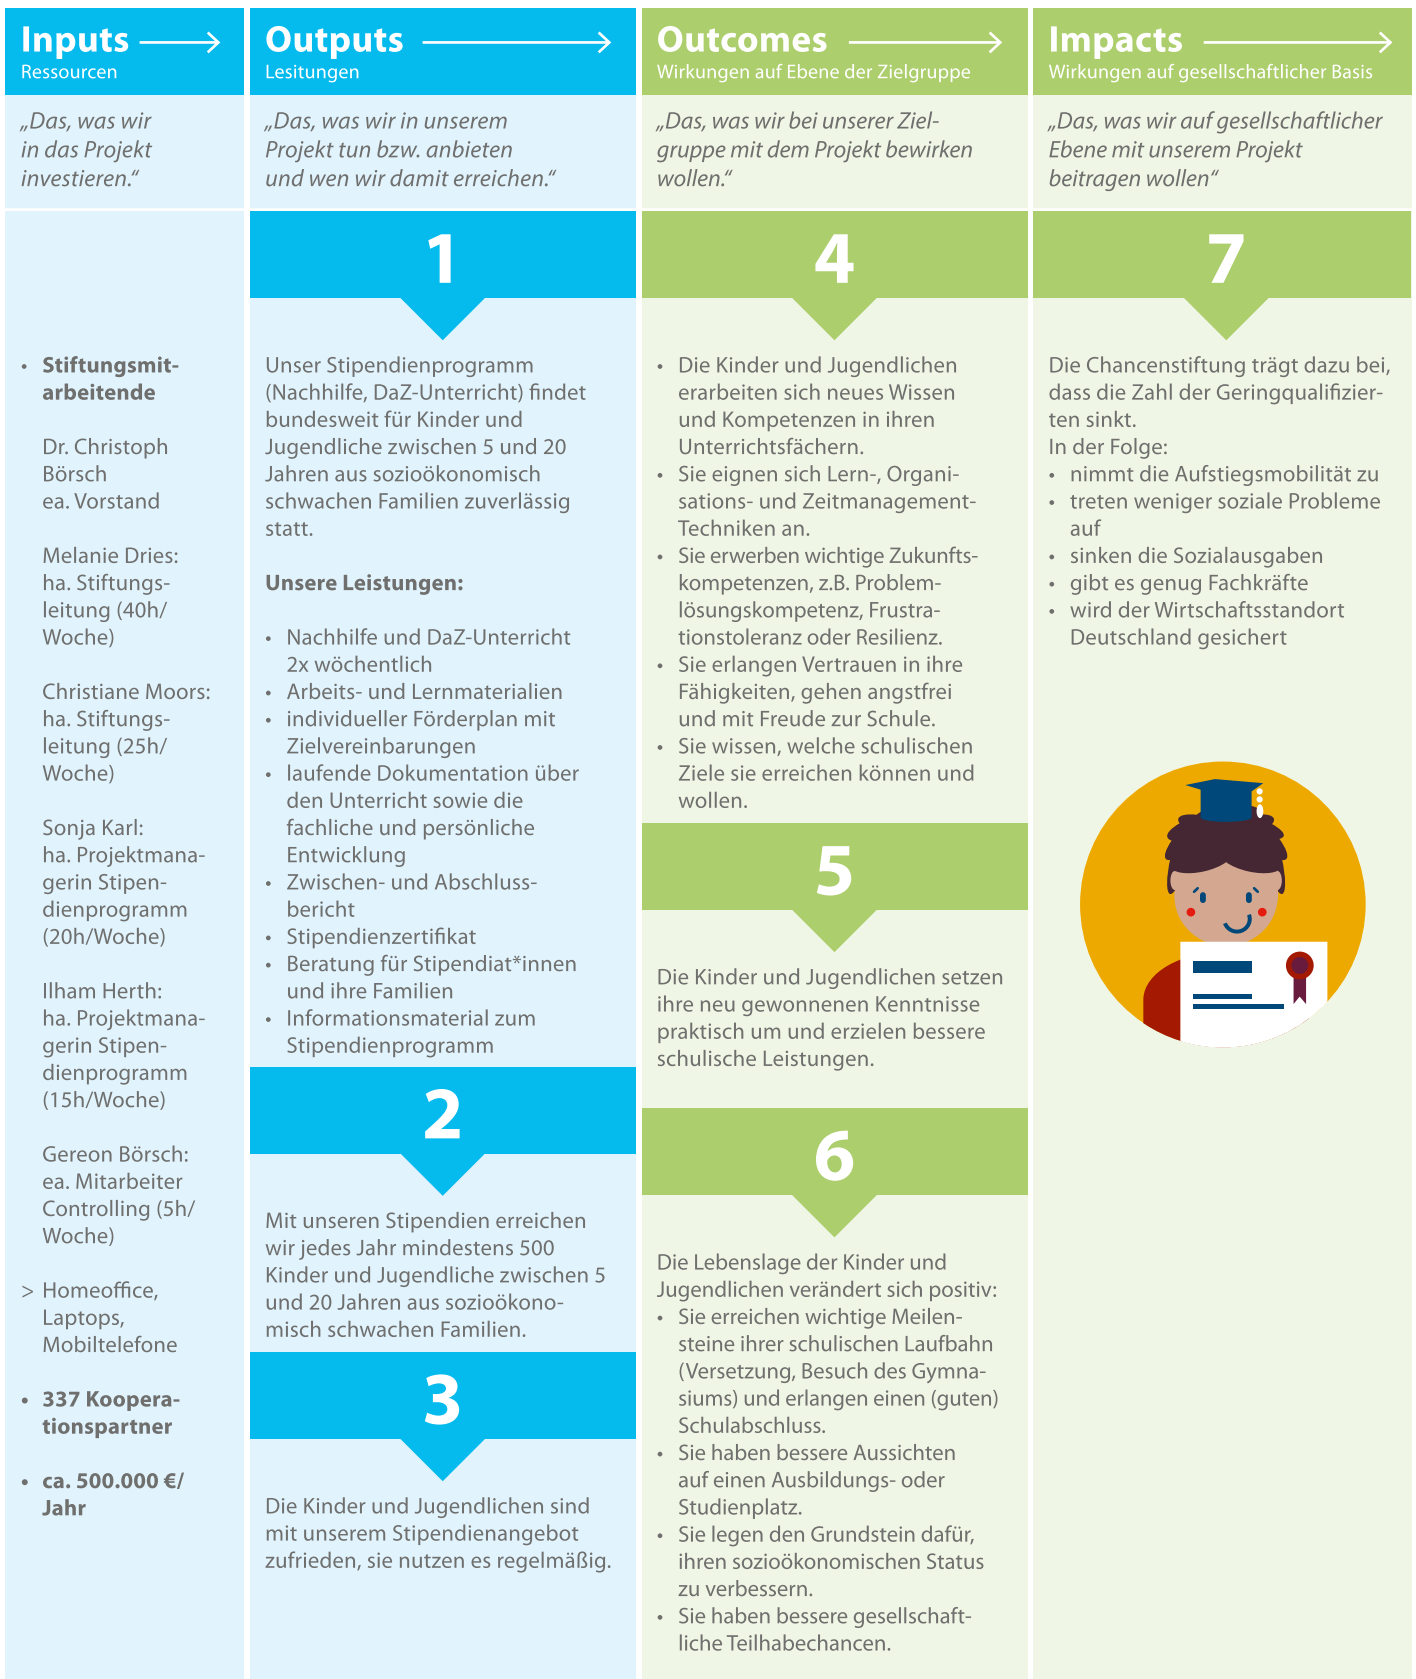 Inputs
Ressourcen
„Das, was wir
in das Projekt
investieren.“
• Stiftungsmit-
arbeitende
Dr. Christoph
Börsch
ea. Vorstand
Melanie Dries:
ha. Stiftungs-
leitung (40h/
Woche)
Christiane Moors:
ha. Stiftungs-
leitung (25h/
Woche)
Sonja Karl:
ha. Projektmana-
gerin Stipen-
dienprogramm
(20h/Woche)
Ilham Herth:
ha. Projektmana-
gerin Stipen-
dienprogramm
(15h/Woche)
Gereon Börsch:
ea. Mitarbeiter
Controlling (5h/
Woche)
> Homeoffice,
Laptops,
Mobiltelefone
• 337 Koopera-
tionspartner
• ca. 500.000 €/
Jahr
Outputs
Lesitungen
„Das, was wir in unserem
Projekt tun bzw. anbieten
und wen wir damit erreichen.“
1
Unser Stipendienprogramm
(Nachhilfe, DaZ-Unterricht) findet
bundesweit für Kinder und
Jugendliche zwischen 5 und 20
Jahren aus sozioökonomisch
schwachen Familien zuverlässig
statt.
Unsere Leistungen:
• Nachhilfe und DaZ-Unterricht
2x wöchentlich
• Arbeits- und Lernmaterialien
• individueller Förderplan mit
Zielvereinbarungen
• laufende Dokumentation über
den Unterricht sowie die
fachliche und persönliche
Entwicklung
• Zwischen- und Abschluss-
bericht
• Stipendienzertifikat
• Beratung für Stipendiat*innen
und ihre Familien
• Informationsmaterial zum
Stipendienprogramm
2
Mit unseren Stipendien erreichen
wir jedes Jahr mindestens 500
Kinder und Jugendliche zwischen 5
und 20 Jahren aus sozioökono-
misch schwachen Familien.
3
Die Kinder und Jugendlichen sind
mit unserem Stipendienangebot
zufrieden, sie nutzen es regelmäßig.
Outcomes
Wirkungen auf Ebene der Zielgruppe
„Das, was wir bei unserer Ziel-
gruppe mit dem Projekt bewirken
wollen.“
4
• Die Kinder und Jugendlichen
erarbeiten sich neues Wissen
und Kompetenzen in ihren
Unterrichtsfächern.
• Sie eignen sich Lern-, Organi-
sations- und Zeitmanagement-
Techniken an.
• Sie erwerben wichtige Zukunfts-
kompetenzen, z.B. Problem-
lösungskompetenz, Frustra-
tionstoleranz oder Resilienz.
• Sie erlangen Vertrauen in ihre
Fähigkeiten, gehen angstfrei
und mit Freude zur Schule.
• Sie wissen, welche schulischen
Ziele sie erreichen können und
wollen.
5
Die Kinder und Jugendlichen setzen
ihre neu gewonnenen Kenntnisse
praktisch um und erzielen bessere
schulische Leistungen.
6
Die Lebenslage der Kinder und
Jugendlichen verändert sich positiv:
• Sie erreichen wichtige Meilen-
steine ihrer schulischen Laufbahn
(Versetzung, Besuch des Gymna-
siums) und erlangen einen (guten)
Schulabschluss.
• Sie haben bessere Aussichten
auf einen Ausbildungs- oder
Studienplatz.
• Sie legen den Grundstein dafür,
ihren sozioökonomischen Status
zu verbessern.
• Sie haben bessere gesellschaft-
liche Teilhabechancen.
Impacts
Wirkungen auf gesellschaftlicher Basis
„Das, was wir auf gesellschaftlicher
Ebene mit unserem Projekt
beitragen wollen“
7
Die Chancenstiftung trägt dazu bei,
dass die Zahl der Geringqualifizier-
ten sinkt.
In der Folge:
• nimmt die Aufstiegsmobilität zu
• treten weniger soziale Probleme
auf
• sinken die Sozialausgaben
• gibt es genug Fachkräfte
• wird der Wirtschaftsstandort
Deutschland gesichert